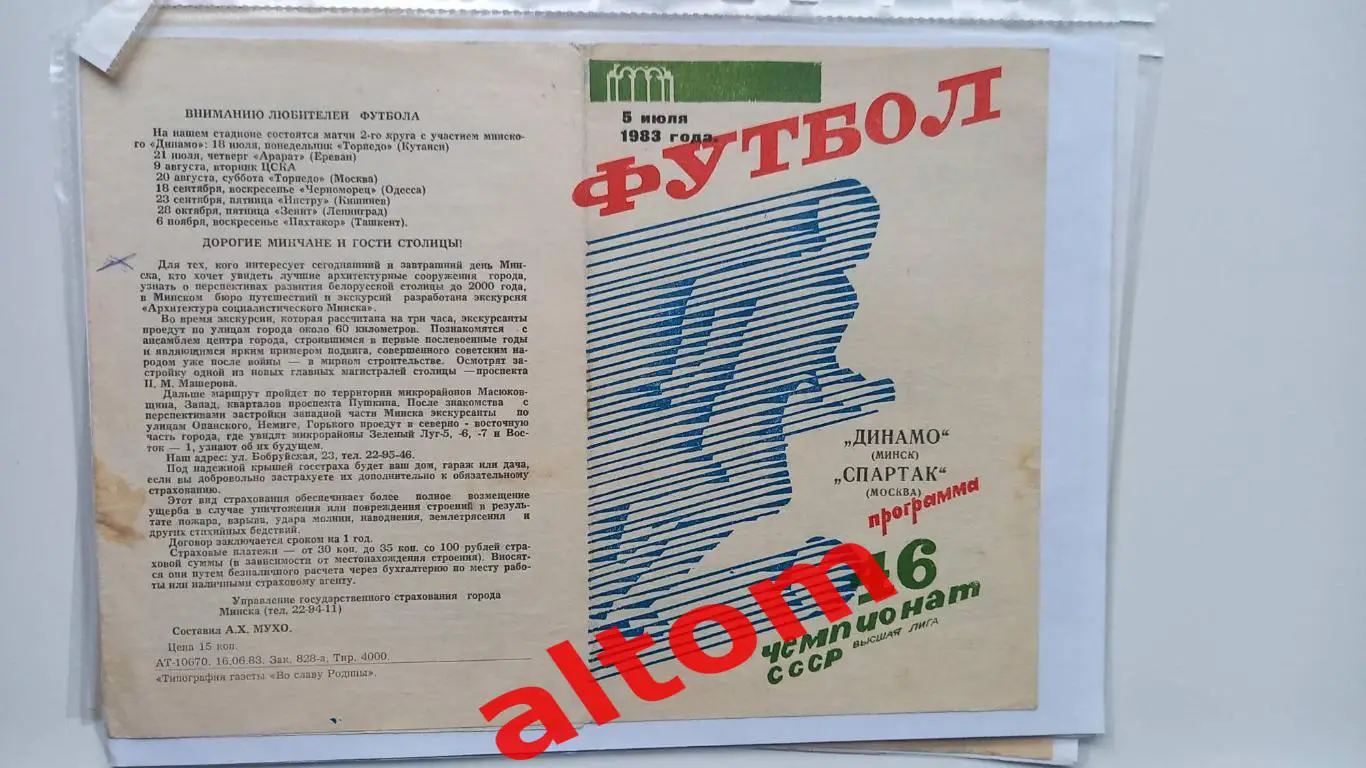 ВНИМАНИЮ ЛЮБИТЕЛЕЙ ФУТБОЛА
На нашем стадионе состоятся матчи 2-го круга с участием минско-
го «Динамо»: 18 июля, понедельник «Торпедо» (Кутаиси)
21 июля, четверг «Арарат» (Ереван)
9 августа, вторник ЦСКА
20 августа, суббота «Торпедо» (Москва)
18 сентября, воскресенье «Черноморец» (Одесса)
23 сентября, пятница «Нистру» (Кишинев)
28 октября, пятница «Зенит» (Ленинград)
6 ноября, воскресенье «Пахтакор» (Ташкент).
ДОРОГИЕ МИНЧАНЕ И ГОСТИ СТОЛИЦЫ!
Для тех, кого интересует сегодняшний и завтрашний день Мин-
ска, кто хочет увидеть лучшие архитектурные сооружения города,
узнать о перспективах развития белорусской столицы до 2000 года,
в Минском бюро путешествий и экскурсий разработана экскурсия
«Архитектура социалистического Минска».
Во время экскурсии, которая рассчитана на три часа, экскурсанты
проедут по улицам города около 60 километров. Познакомятся с
ансамблем центра города, строившимся в первые послевоенные годы
и являющимся ярким примером подвига, совершенного советским на-
родом уже после войны — в мирном строительстве. Осмотрят за-
стройку одной из новых главных магистралей столицы —проспекта
П. М. Машерова.
Дальше маршрут пройдет по территории микрорайонов Масюков-
щина, Запад, кварталов проспекта Пушкина. После знакомства с
перспективами застройки западной части Минска экскурсанты по
улицам Опанского, Немиге, Горького проедут в северно - восточную
часть города, где увидят микрорайоны Зеленый Луг-5, -6, -7 и Вос-
ток — 1, узнают об их будущем.
Наш адрес: ул. Бобруйская, 23, тел. 22-95-46.
Под надежной крышей госстраха будет ваш дом, гараж или дача,
если вы добровольно застрахуете их дополнительно к обязательному
страхованию.
Этот вид страхования обеспечивает более полное возмещение
ущерба в случае уничтожения или повреждения строений в резуль-
тате пожара, взрыва, удара молнии, наводнения, землетрясения и
других стихийных бедствий.
Договор заключается сроком на 1 год.
Страховые платежи — от 30 коп. до 35 коп. со 100 рублей стра-
ховой суммы (в зависимости от местонахождения строения). Вносят-
ся они путем безналичного расчета через бухгалтерию по месту рабо-
ты или наличными страховому агенту.
Управление государственного страхования города
Минска (тел. 22-94-11)
Составил А.Х. МУХО.
Цена 15 коп.
АТ-10670. 16.06.83. Зак. 828-л, Тир. 4000.
«Типография газеты «Во славу Родины».
5 июля
1983 года.
ФУТБОЛ
„ДИНАМО“
(МИНСК)
„СПАРТАК“
(МОСКВА)
программа
46
чемпионат
СССР ВЫСШАЯ ЛИГА
altom